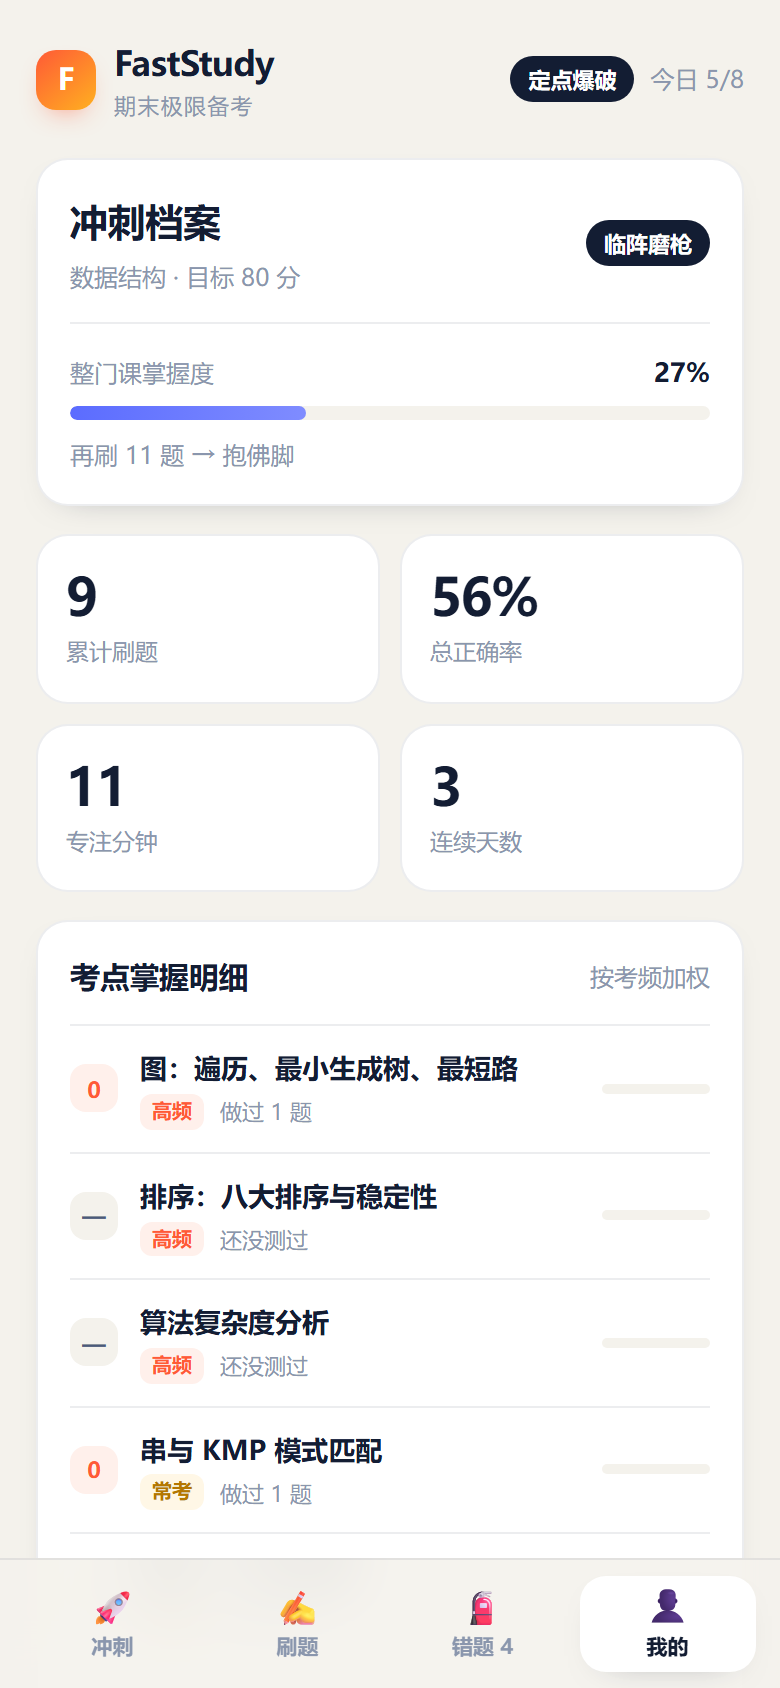 F
FastStudy
期末极限备考
定点爆破
今日 5/8
冲刺档案
数据结构 · 目标 80 分
临阵磨枪
整门课掌握度
27%
再刷 11 题 → 抱佛脚
9
累计刷题
56%
总正确率
11
专注分钟
3
连续天数
考点掌握明细
按考频加权
0
图：遍历、最小生成树、最短路
高频
做过 1 题
—
排序：八大排序与稳定性
高频
还没测过
—
算法复杂度分析
高频
还没测过
0
串与 KMP 模式匹配
常考
做过 1 题
冲刺
刷题
错题 4
我的